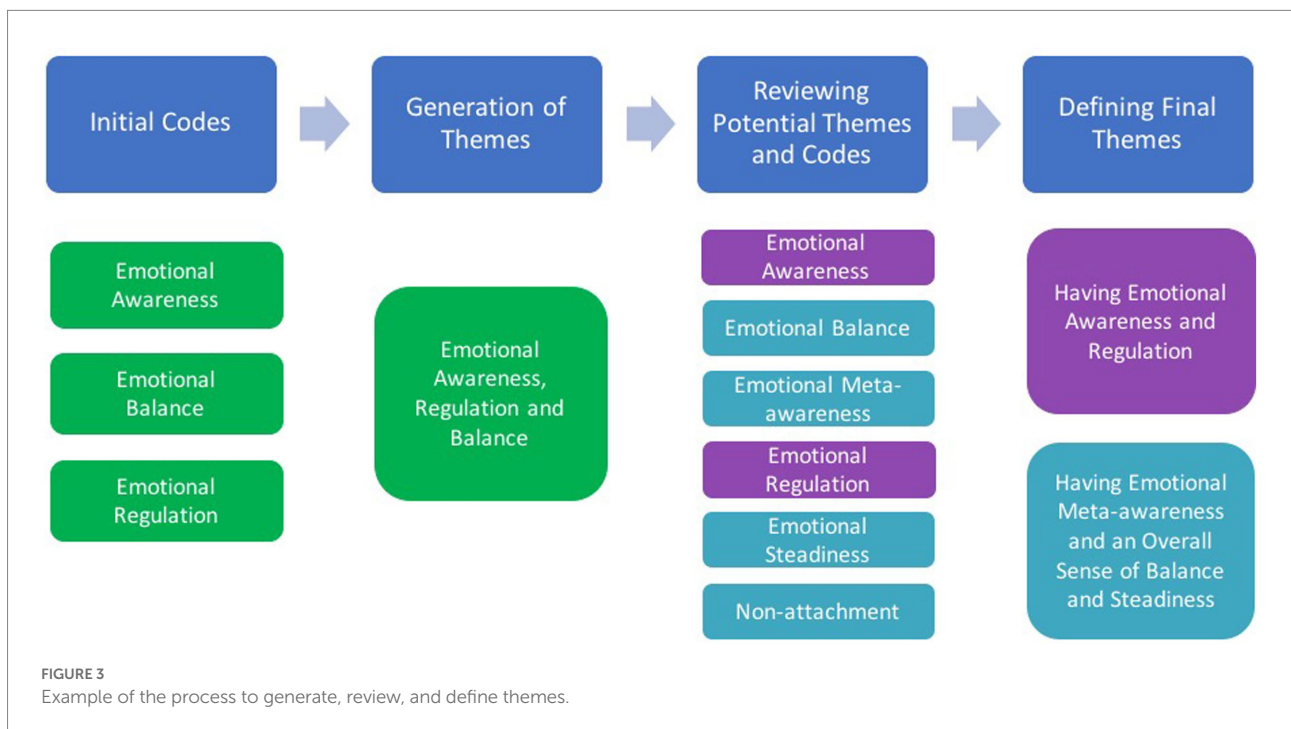 Initial Codes
Generation of
Themes
Reviewing
Potential Themes
and Codes
Defining Final
Themes
Emotional
Awareness
Emotional
Balance
Emotional
Regulation
Emotional
Awareness,
Regulation and
Balance
Emotional
Awareness
Emotional Balance
Emotional Meta-
awareness
Emotional
Regulation
Emotional
Steadiness
Non-attachment
Having Emotional
Awareness and
Regulation
Having Emotional
Meta-awareness
and an Overall
Sense of Balance
and Steadiness
FIGURE 3
Example of the process to generate, review, and define themes.